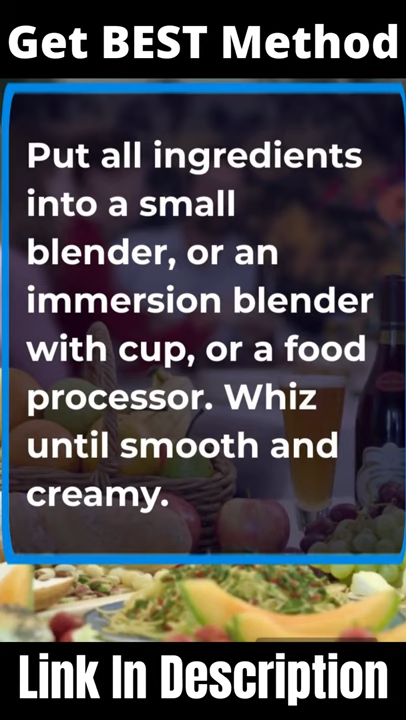 Get BEST Method
Put all ingredients
into a small
blender, or an
immersion blender
with cup, or a food
processor. Whiz
until smooth and
creamy.
Link In Description